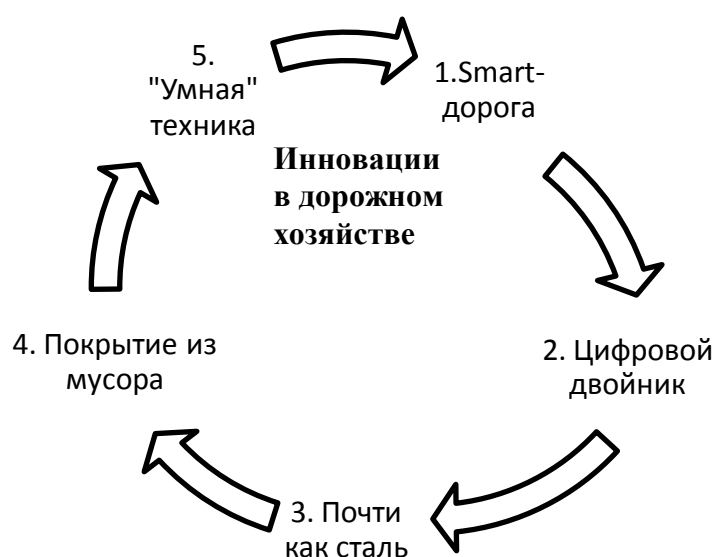 Инновации
в дорожном
хозяйстве
1.Smart-
дорога
2. Цифровой
двойник
3. Почти
как сталь
4. Покрытие из
мусора
5.
"Умная"
техника